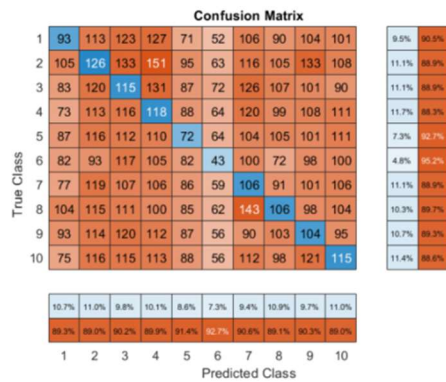 Confusion Matrix
1 93 113 123 127 71 52 106 90 104 101 9.5% 90.5%
2 105 126 133 151 95 63 116 105 133 108 11.1% 88.9%
3 83 120 115 131 87 72 126 107 101 90 11.1% 88.9%
4 73 113 116 118 88 64 120 99 108 111 11.7% 88.3%
5 87 116 112 110 72 64 104 105 101 111 7.3% 92.7%
6 82 93 117 105 82 43 100 72 98 100 4.8% 95.2%
7 77 119 107 106 86 59 106 91 101 106 11.1% 88.9%
8 104 115 111 100 85 62 143 106 98 104 10.3% 89.7%
9 93 114 120 112 87 56 90 103 104 95 10.7% 89.3%
10 75 116 115 113 88 56 112 98 121 115 11.4% 88.6%
True Class
10.7% 11.0% 9.8% 10.1% 8.6% 7.3% 9.4% 10.9% 9.7% 11.0%
89.3% 89.0% 90.2% 89.9% 91.4% 92.7% 90.6% 89.1% 90.3% 89.0%
1 2 3 4 5 6 7 8 9 10
Predicted Class